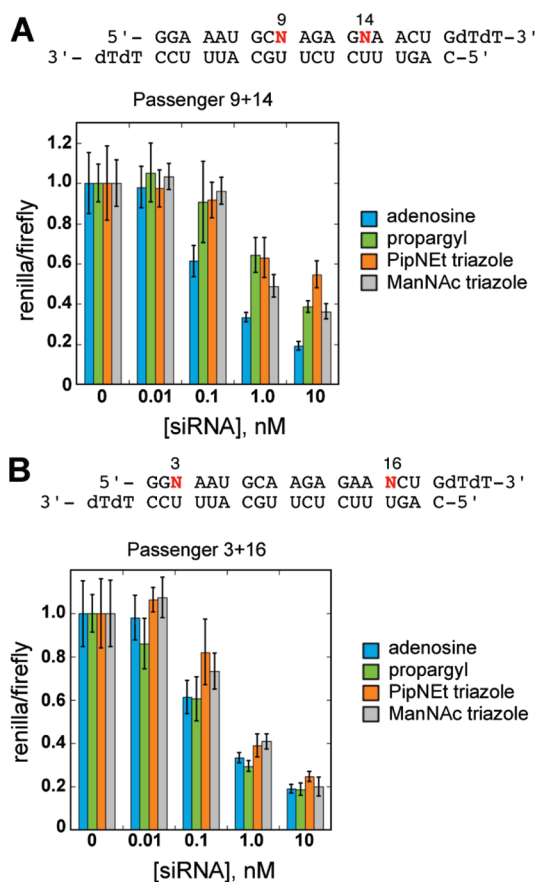 A
9 14
5'- GGA AAU GCN AGA GNA ACU GdTdT-3'
3'- dTdT CCU UUA CGU UCU CUU UGA C-5'
Passenger 9+14
1.2
1.0
0.8
0.6
0.4
0.2
0
renilla/firefly
0 0.01 0.1 1.0 10
[siRNA], nM
adenosine
propargyl
PipNEt triazole
ManNAc triazole
B
3 16
5'- GGN AAU GCA AGA GAA NCU GdTdT-3'
3'- dTdT CCU UUA CGU UCU CUU UGA C-5'
Passenger 3+16
1.0
0.8
0.6
0.4
0.2
0
renilla/firefly
0 0.01 0.1 1.0 10
[siRNA], nM
adenosine
propargyl
PipNEt triazole
ManNAc triazole